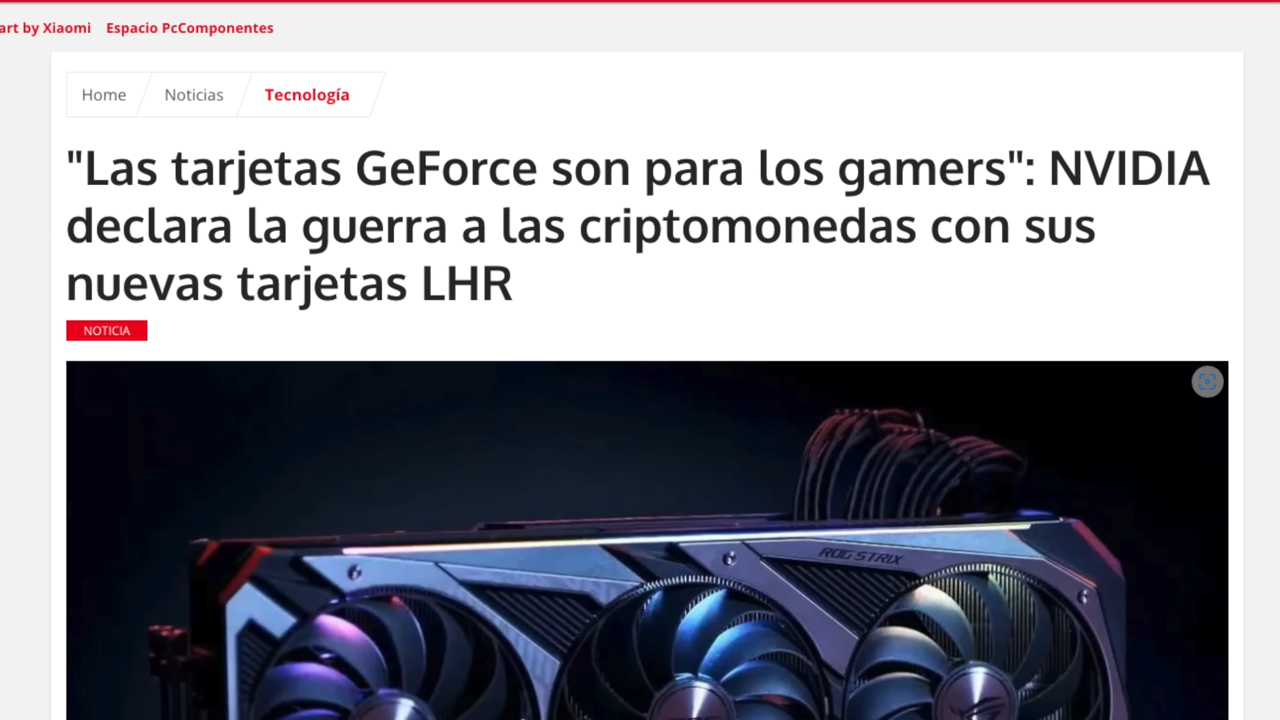 art by Xiaomi Espacio PcComponentes
Home Noticias Tecnología
"Las tarjetas GeForce son para los gamers": NVIDIA
declara la guerra a las criptomonedas con sus
nuevas tarjetas LHR
NOTICIA
ROG STRIX